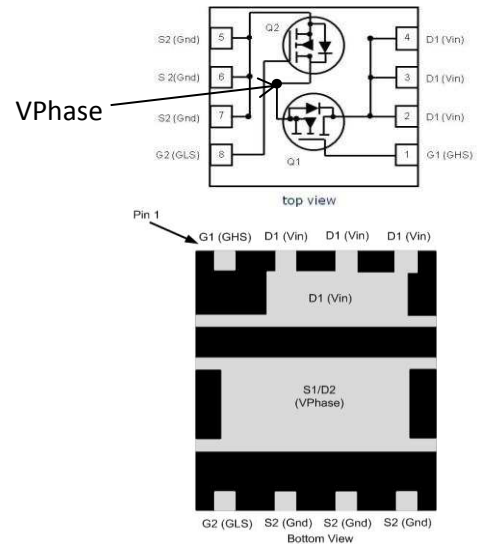 Q2
S2 (Gnd) 5 4 D1 (Vin)
S 2(Gnd) 6 3 D1 (Vin)
VPhase
S2 (Gnd) 7 2 D1 (Vin)
G2 (GLS) 8 1 G1 (GHS)
Q1
top view
Pin 1
G1 (GHS) D1 (Vin) D1 (Vin) D1 (Vin)
D1 (Vin)
S1/D2
(VPhase)
G2 (GLS) S2 (Gnd) S2 (Gnd) S2 (Gnd)
Bottom View